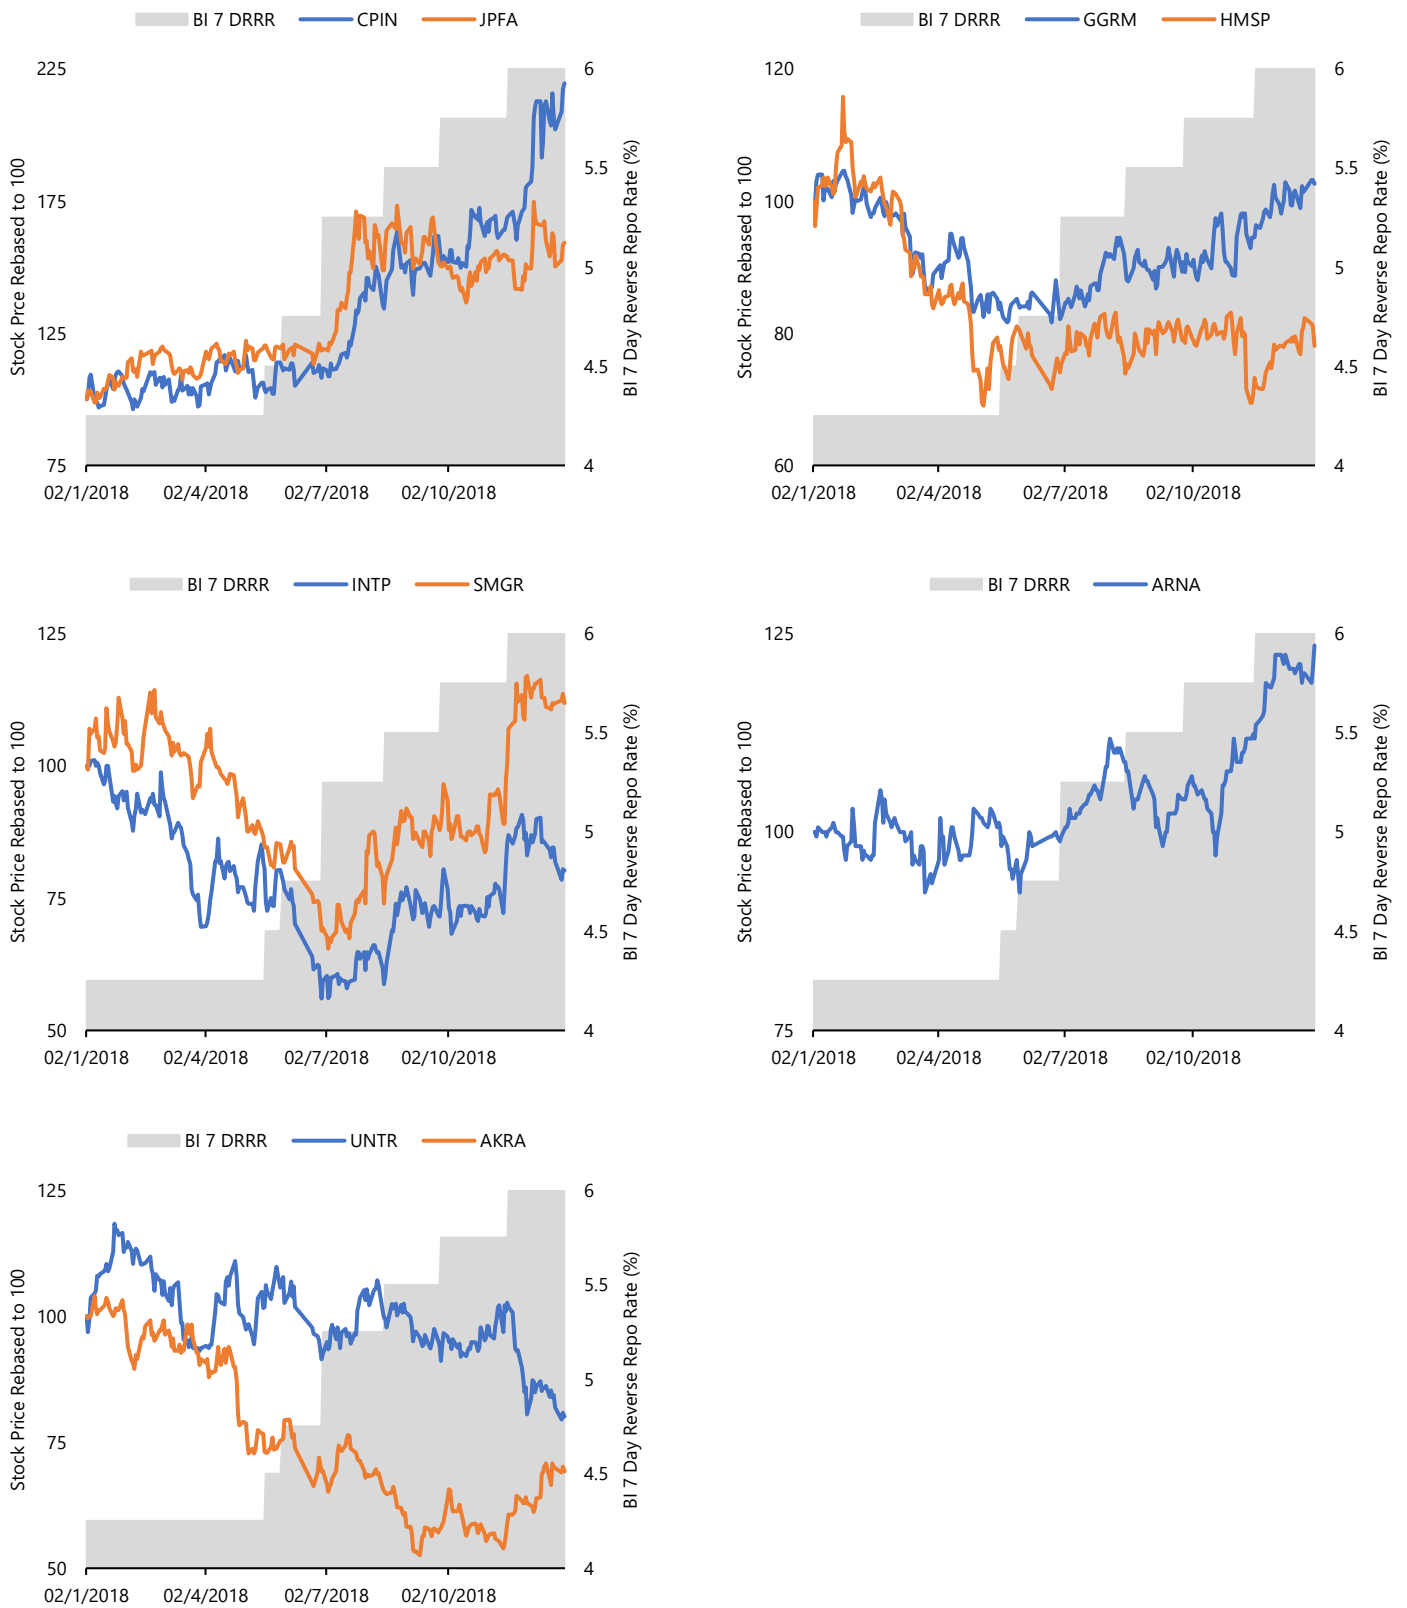 BI 7 DRRR CPIN JPFA
225
175
125
75
6
5.5
5
4.5
4
Stock Prce Rebased to 100
BI 7 Day Reverse Repo Rate (%)
02/1/2018 02/4/2018 02/7/2018 02/10/2018
BI 7 DRRR GGRM HMSP
120
100
80
60
6
5.5
5
4.5
4
Stock Price Rebased to 100
BI 7 Day Reverse Repo Rate (%)
02/1/2018 02/4/2018 02/7/2018 02/10/2018
BI 7 DRRR INTP SMGR
125
100
75
50
6
5.5
5
4.5
4
Stock Price Rebased to 100
BI 7 Day Reverse Repo Rate (%)
02/1/2018 02/4/2018 02/7/2018 02/10/2018
BI 7 DRRR ARNA
125
100
75
6
5.5
5
4.5
4
Stock Price Rebased to 100
BI 7 Day Reverse Repo Rate (%)
02/1/2018 02/4/2018 02/7/2018 02/10/2018
BI 7 DRRR UNTR AKRA
125
100
75
50
6
5.5
5
4.5
4
Stock Price Rebased to 100
BI 7 Day Reverse Repo Rate (%)
02/1/2018 02/4/2018 02/7/2018 02/10/2018